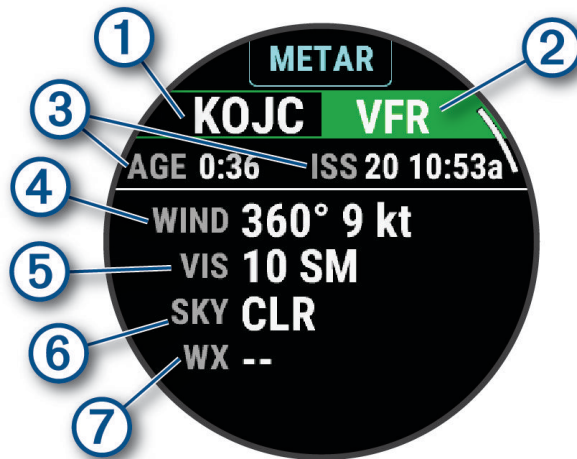 METAR
1
2
KOJC VFR
3
AGE 0:36 ISS 20 10:53a
4
WIND 360° 9 kt
5
VIS 10 SM
6
SKY CLR
7
WX --